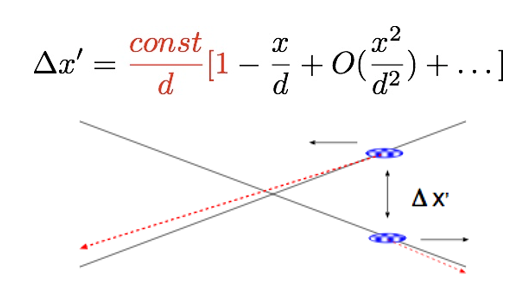 Δx′ = const/d [1 − x/d + O(x²/d²) + …]
Δ x'